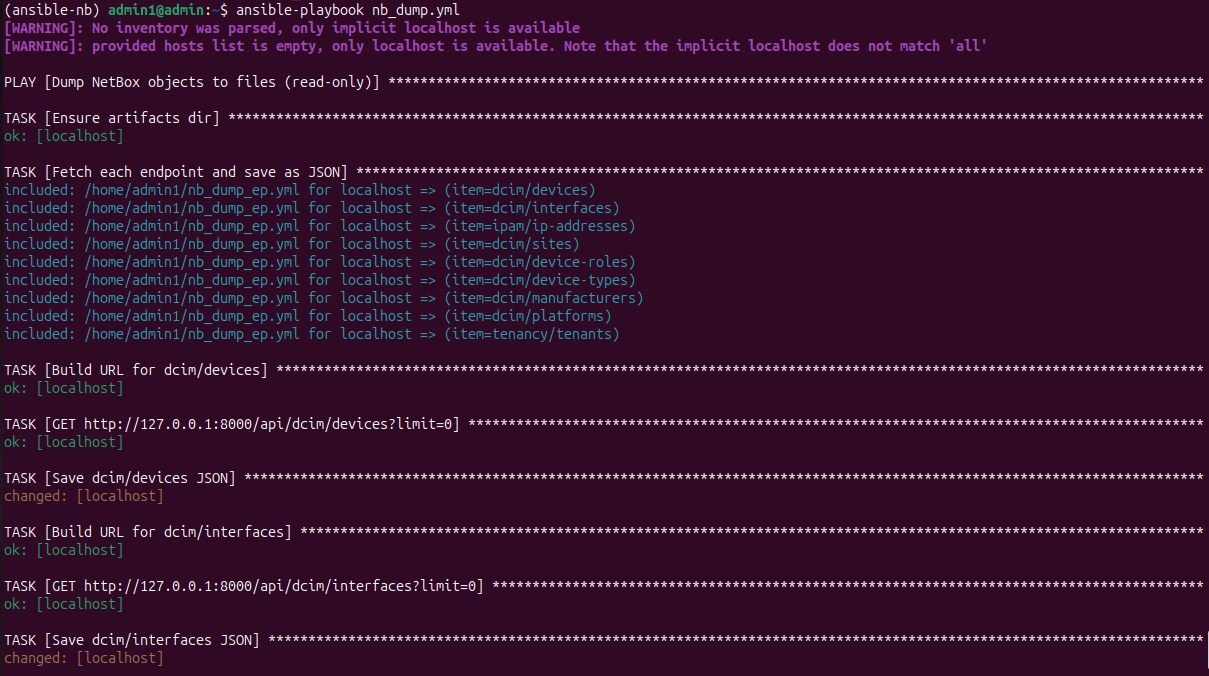 (ansible-nb) admin1@admin:~$ ansible-playbook nb_dump.yml
[WARNING]: No inventory was parsed, only implicit localhost is available
[WARNING]: provided hosts list is empty, only localhost is available. Note that the implicit localhost does not match 'all'
PLAY [Dump NetBox objects to files (read-only)] ******************************************************************************************************
TASK [Ensure artifacts dir] **************************************************************************************************************************
ok: [localhost]
TASK [Fetch each endpoint and save as JSON] **********************************************************************************************************
included: /home/admin1/nb_dump_ep.yml for localhost => (item=dcim/devices)
included: /home/admin1/nb_dump_ep.yml for localhost => (item=dcim/interfaces)
included: /home/admin1/nb_dump_ep.yml for localhost => (item=ipam/ip-addresses)
included: /home/admin1/nb_dump_ep.yml for localhost => (item=dcim/sites)
included: /home/admin1/nb_dump_ep.yml for localhost => (item=dcim/device-roles)
included: /home/admin1/nb_dump_ep.yml for localhost => (item=dcim/device-types)
included: /home/admin1/nb_dump_ep.yml for localhost => (item=dcim/manufacturers)
included: /home/admin1/nb_dump_ep.yml for localhost => (item=dcim/platforms)
included: /home/admin1/nb_dump_ep.yml for localhost => (item=tenancy/tenants)
TASK [Build URL for dcim/devices] ********************************************************************************************************************
ok: [localhost]
TASK [GET http://127.0.0.1:8000/api/dcim/devices?limit=0] ********************************************************************************************
ok: [localhost]
TASK [Save dcim/devices JSON] ************************************************************************************************************************
changed: [localhost]
TASK [Build URL for dcim/interfaces] *****************************************************************************************************************
ok: [localhost]
TASK [GET http://127.0.0.1:8000/api/dcim/interfaces?limit=0] *****************************************************************************************
ok: [localhost]
TASK [Save dcim/interfaces JSON] *********************************************************************************************************************
changed: [localhost]